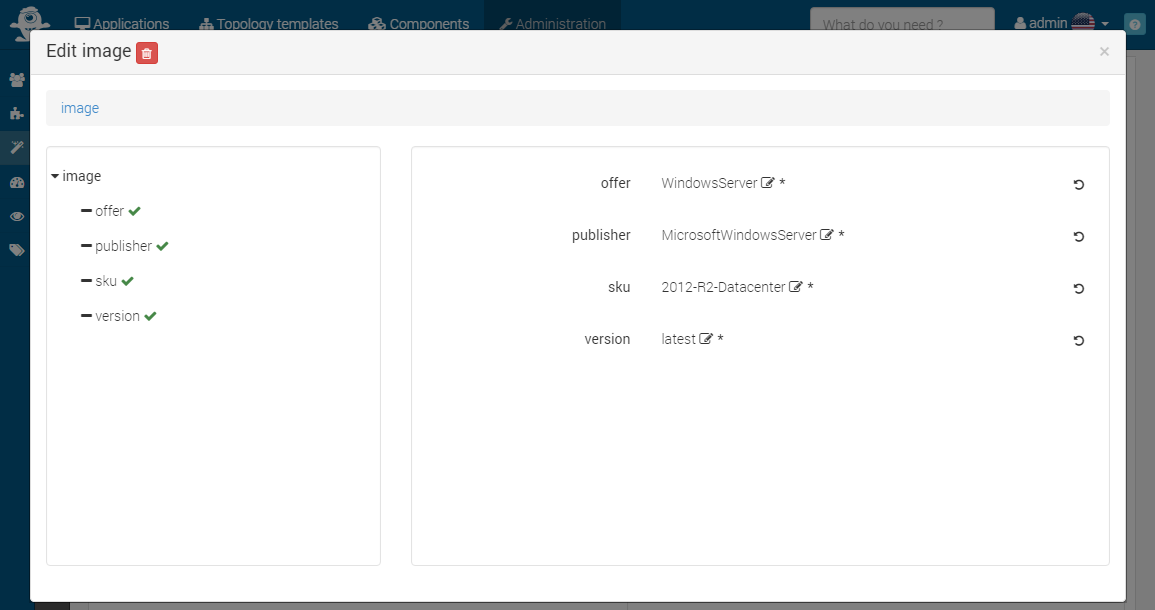 Applications Topology templates Components Administration What do you need ? admin
Edit image
image
image
offer
publisher
sku
version
offer WindowsServer *
publisher MicrosoftWindowsServer *
sku 2012-R2-Datacenter *
version latest *